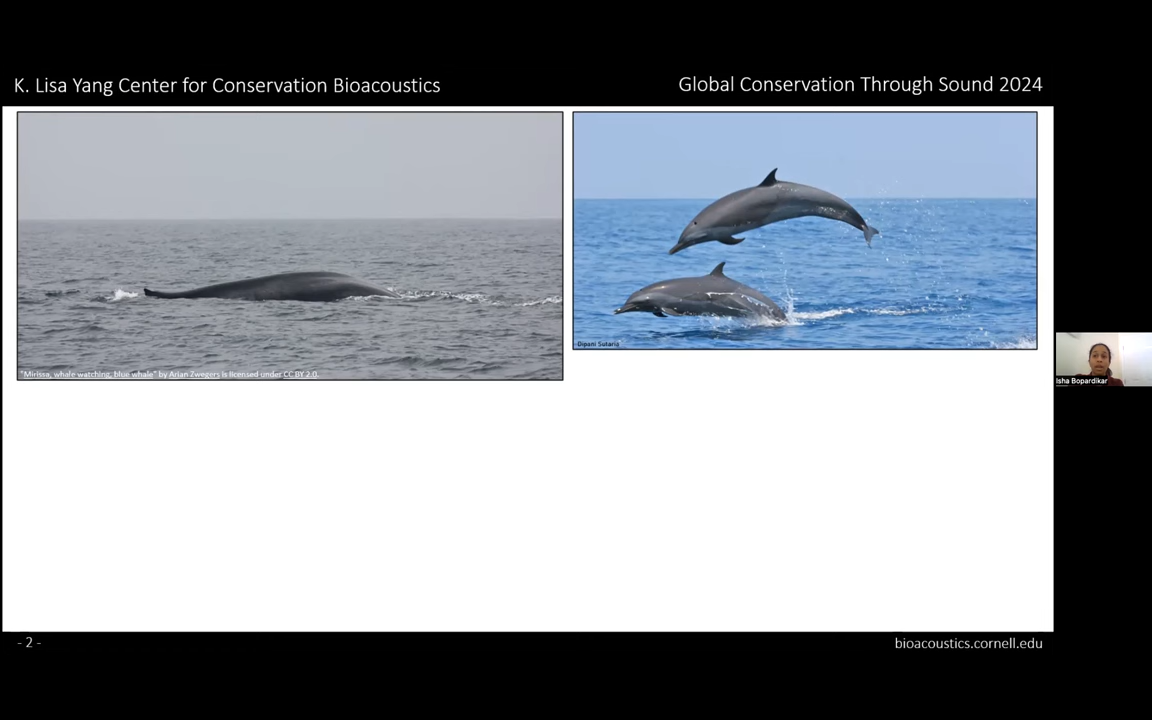 K. Lisa Yang Center for Conservation Bioacoustics
Global Conservation Through Sound 2024
"Mirissa, whale watching, blue whale" by Arian Zwegers is licensed under CC BY 2.0.
Dipani Sutaria
Isha Bopardikar
- 2 -
bioacoustics.cornell.edu